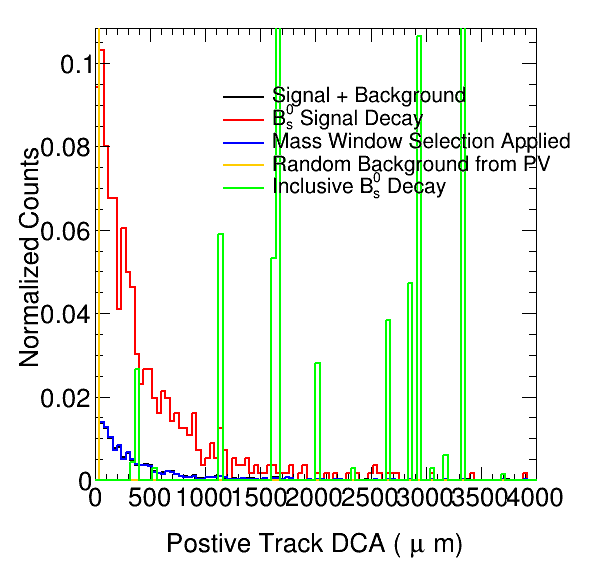 Normalized Counts
0.1
0.08
0.06
0.04
0.02
0
Signal + Background
B⁰ₛ Signal Decay
Mass Window Selection Applied
Random Background from PV
Inclusive B⁰ₛ Decay
0 500 1000 1500 2000 2500 3000 3500 4000
Postive Track DCA ( μ m)